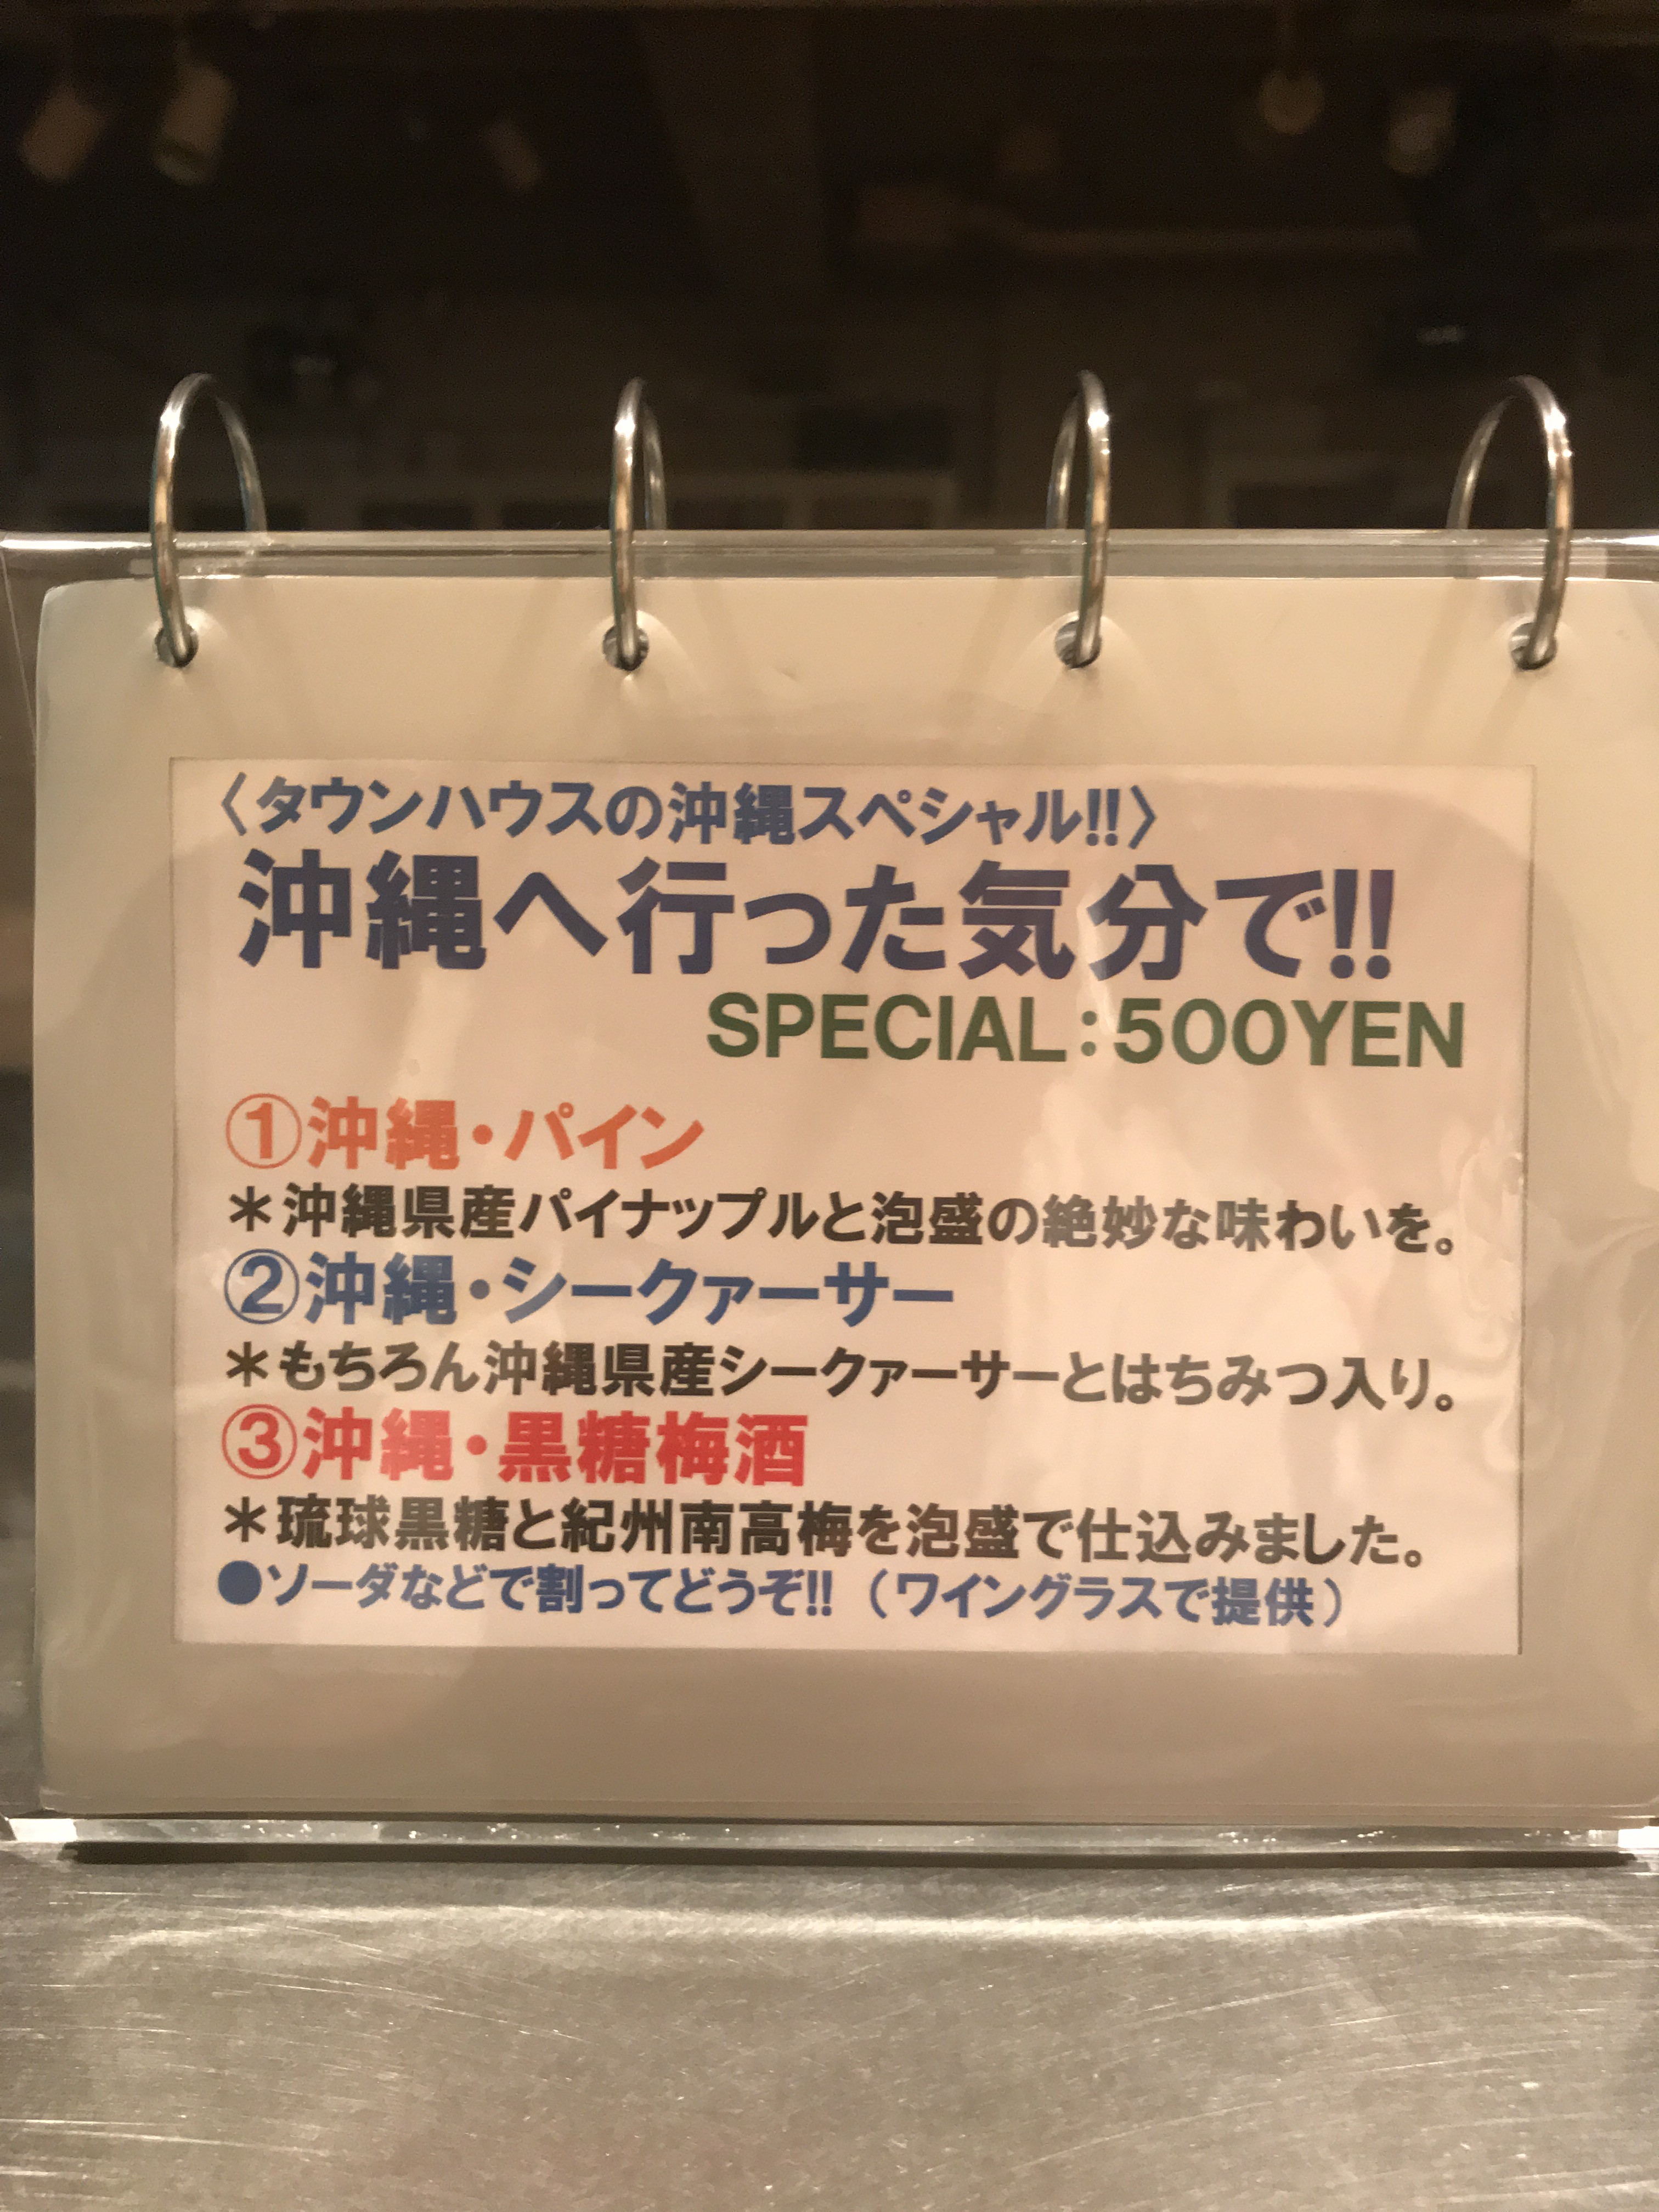 〈タウンハウスの沖縄スペシャル!!〉
沖縄へ行った気分で!!
SPECIAL:500YEN
①沖縄・パイン
＊沖縄県産パイナップルと泡盛の絶妙な味わいを。
②沖縄・シークァーサー
＊もちろん沖縄県産シークァーサーとはちみつ入り。
③沖縄・黒糖梅酒
＊琉球黒糖と紀州南高梅を泡盛で仕込みました。
●ソーダなどで割ってどうぞ!!（ワイングラスで提供）